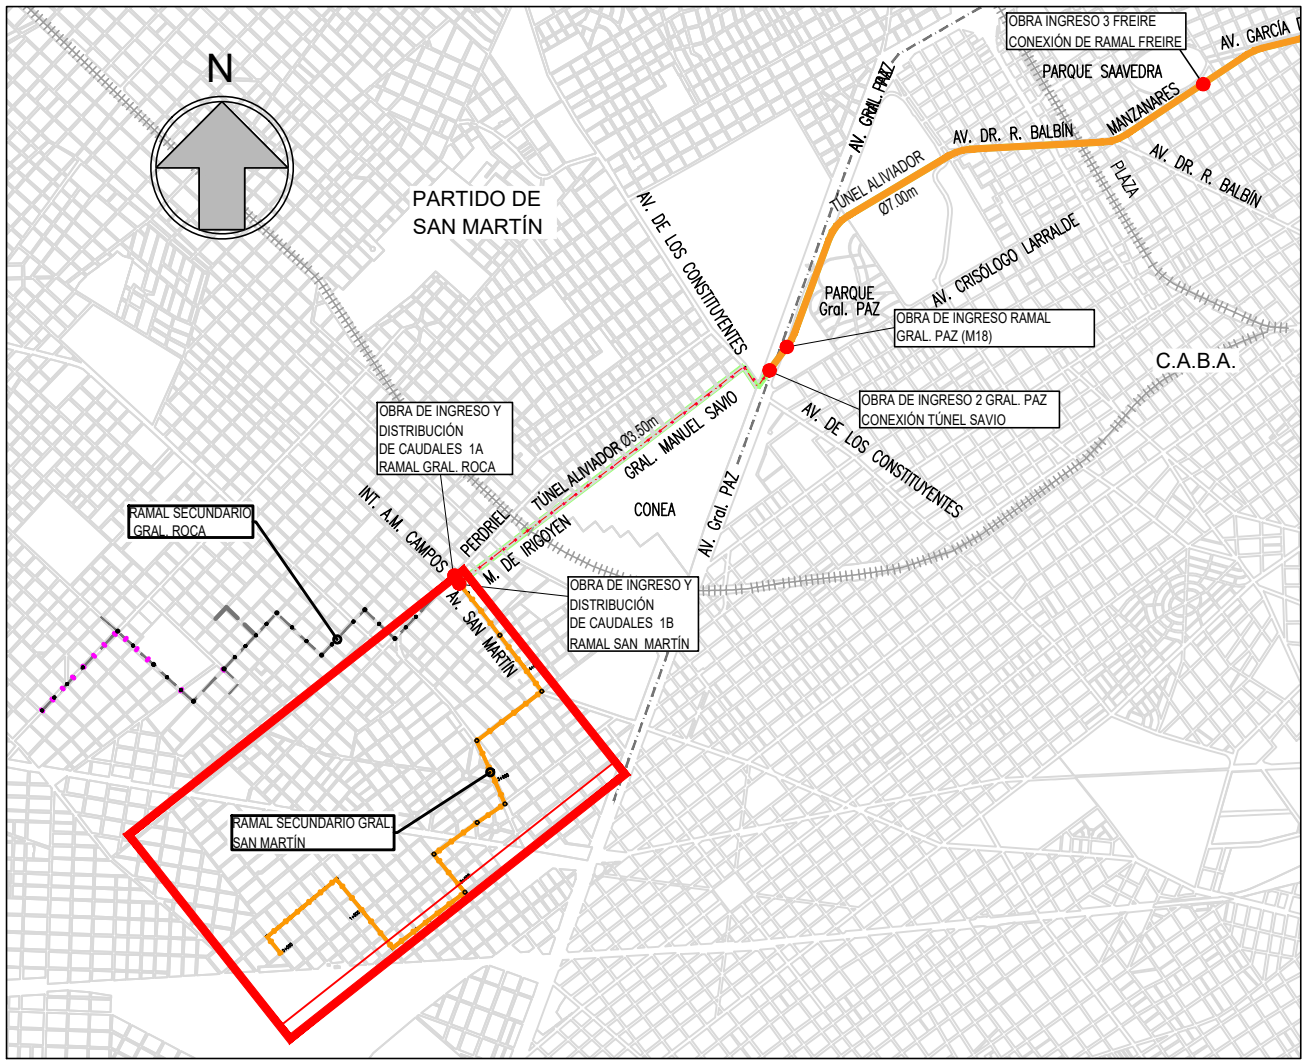 OBRA INGRESO 3 FREIRE
CONEXIÓN DE RAMAL FREIRE
AV. GARCÍA D
PARQUE SAAVEDRA
N
AV. GRAL. PAZ
MANZANARES
AV. DR. R. BALBÍN
AV. DR. R. BALBÍN
PLAZA
TÚNEL ALIVIADOR
Ø7.00m
PARTIDO DE
SAN MARTÍN
AV. DE LOS CONSTITUYENTES
AV. CRISÓLOGO LARRALDE
PARQUE
Gral. PAZ
OBRA DE INGRESO RAMAL
GRAL. PAZ (M18)
C.A.B.A.
OBRA DE INGRESO 2 GRAL. PAZ
CONEXIÓN TÚNEL SAVIO
AV. DE LOS CONSTITUYENTES
OBRA DE INGRESO Y
DISTRIBUCIÓN
DE CAUDALES 1A
RAMAL GRAL. ROCA
TÚNEL ALIVIADOR Ø3.50m
GRAL. MANUEL SAVIO
CONEA
AV. Gral. PAZ
INT. A.M. CAMPOS
PERDRIEL
M. DE IRIGOYEN
RAMAL SECUNDARIO
GRAL. ROCA
OBRA DE INGRESO Y
DISTRIBUCIÓN
DE CAUDALES 1B
RAMAL SAN MARTÍN
Av. SAN MARTÍN
RAMAL SECUNDARIO GRAL.
SAN MARTÍN